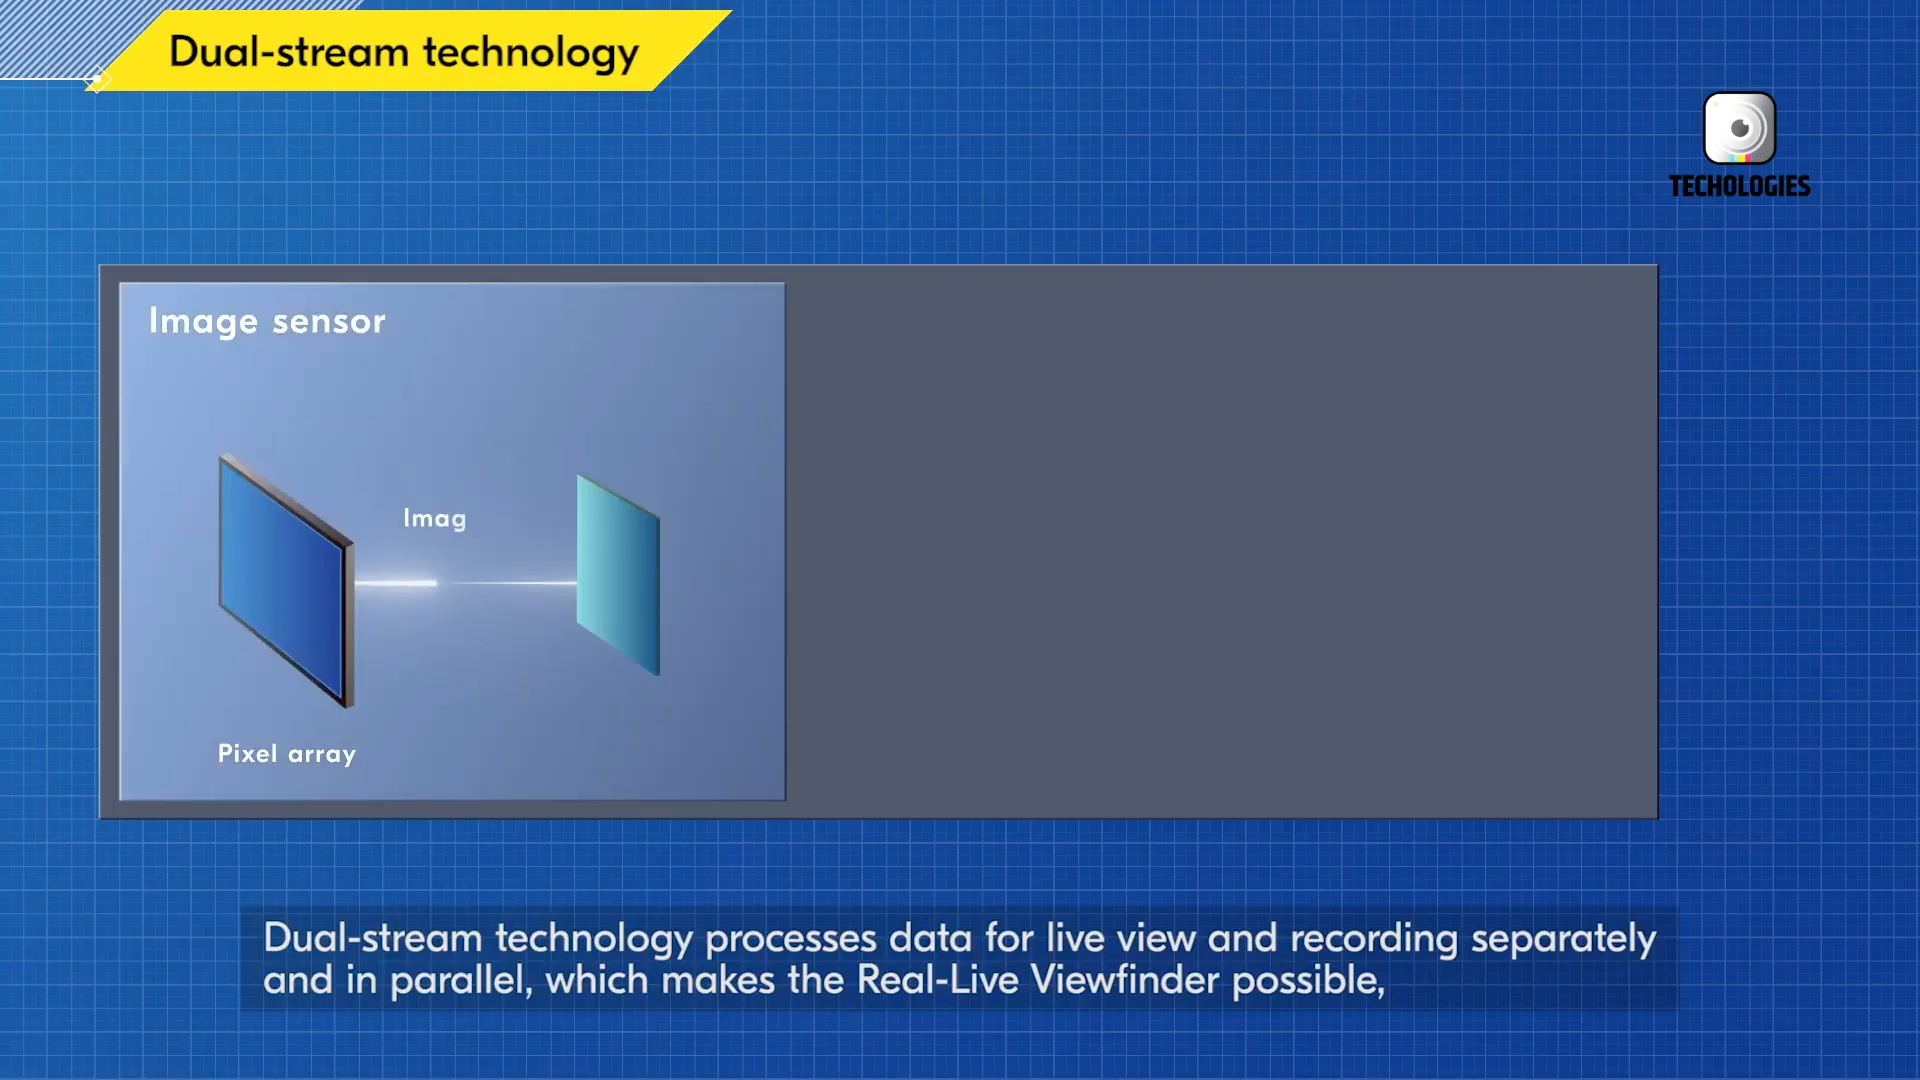 Dual-stream technology
TECHOLOGIES
Image sensor
Imag
Pixel array
Dual-stream technology processes data for live view and recording separately
and in parallel, which makes the Real-Live Viewfinder possible,